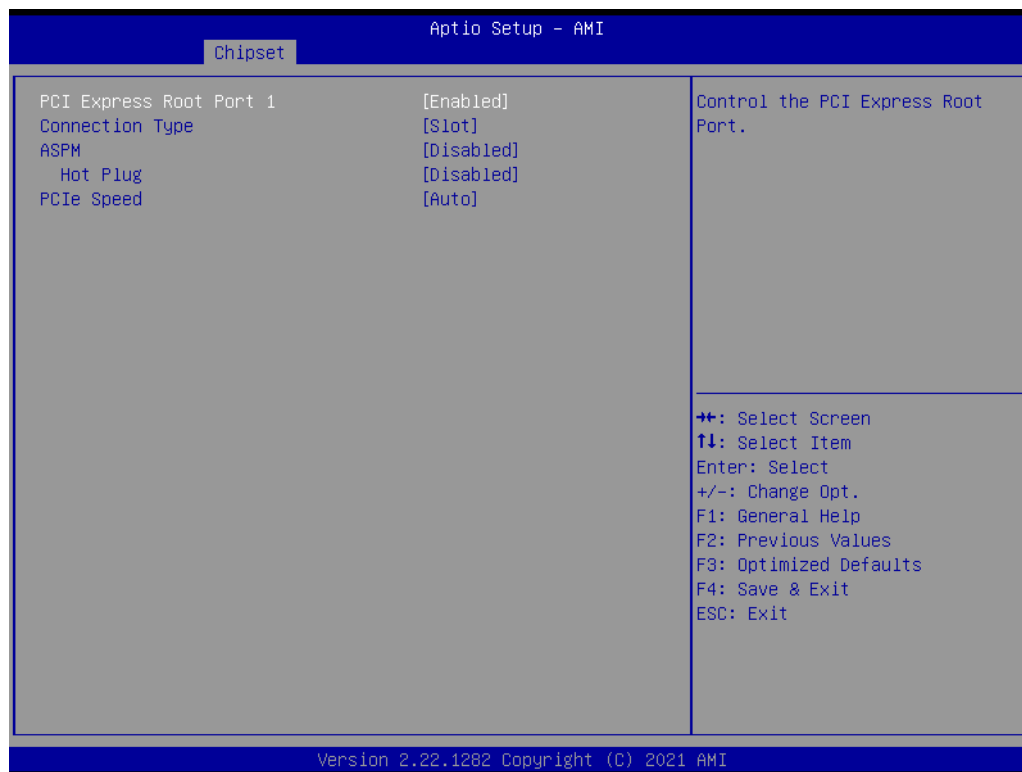 Aptio Setup – AMI
Chipset
PCI Express Root Port 1 [Enabled]
Connection Type [Slot]
ASPM [Disabled]
Hot Plug [Disabled]
PCIe Speed [Auto]
Control the PCI Express Root
Port.
→←: Select Screen
↑↓: Select Item
Enter: Select
+/-: Change Opt.
F1: General Help
F2: Previous Values
F3: Optimized Defaults
F4: Save & Exit
ESC: Exit
Version 2.22.1282 Copyright (C) 2021 AMI